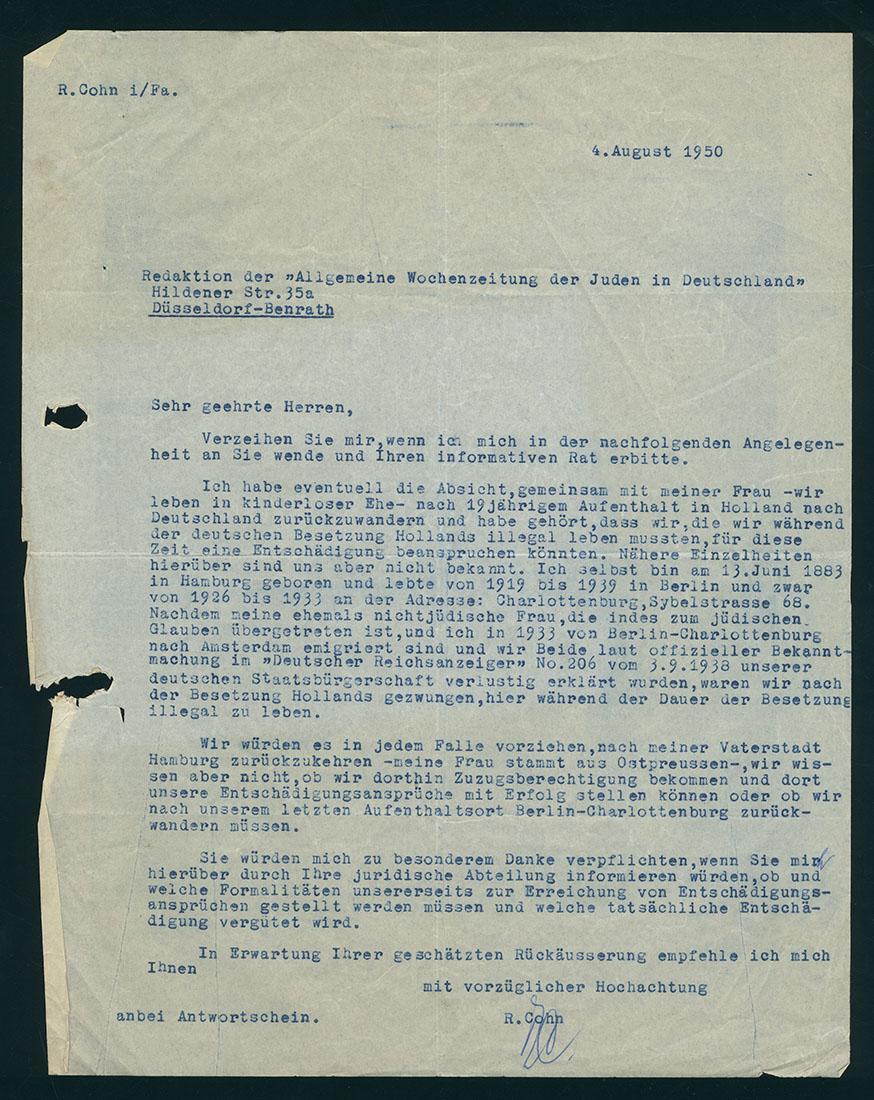 R.Cohn i/Fa.
4.August 1950
Redaktion der „Allgemeine Wochenzeitung der Juden in Deutschland"
Hildener Str.35a
Düsseldorf-Benrath
Sehr geehrte Herren,
Verzeihen Sie mir,wenn ich mich in der nachfolgenden Angelegen-
heit an Sie wende und Ihren informativen Rat erbitte.
Ich habe eventuell die Absicht,gemeinsam mit meiner Frau -wir
leben in kinderloser Ehe- nach 19jährigem Aufenthalt in Holland nach
Deutschland zurückzuwandern und habe gehört,dass wir,die wir während
der deutschen Besetzung Hollands illegal leben mussten,für diese
Zeit eine Entschädigung beanspruchen könnten. Nähere Einzelheiten
hierüber sind uns aber nicht bekannt. Ich selbst bin am 13.Juni 1883
in Hamburg geboren und lebte von 1919 bis 1939 in Berlin und zwar
von 1926 bis 1933 an der Adresse: Charlottenburg,Sybelstrasse 68.
Nachdem meine ehemals nichtjüdische Frau,die indes zum jüdischen
Glauben übergetreten ist,und ich in 1933 von Berlin-Charlottenburg
nach Amsterdam emigriert sind und wir Beide laut offizieller Bekannt-
machung im „Deutscher Reichsanzeiger" No.206 vom 3.9.1938 unserer
deutschen Staatsbürgerschaft verlustig erklärt wurden,waren wir nach
der Besetzung Hollands gezwungen,hier während der Dauer der Besetzung
illegal zu leben.
Wir würden es in jedem Falle vorziehen,nach meiner Vaterstadt
Hamburg zurückzukehren -meine Frau stammt aus Ostpreussen-,wir wis-
sen aber nicht,ob wir dorthin Zuzugsberechtigung bekommen und dort
unsere Entschädigungsansprüche mit Erfolg stellen können oder ob wir
nach unserem letzten Aufenthaltsort Berlin-Charlottenburg zurück-
wandern müssen.
Sie würden mich zu besonderem Danke verpflichten,wenn Sie mich
hierüber durch Ihre juridische Abteilung informieren würden,ob und
welche Formalitäten unsererseits zur Erreichung von Entschädigungs-
ansprüchen gestellt werden müssen und welche tatsächliche Entschä-
digung vergütet wird.
In Erwartung Ihrer geschätzten Rückäusserung empfehle ich mich
Ihnen
mit vorzüglicher Hochachtung
anbei Antwortschein.
R.Cohn